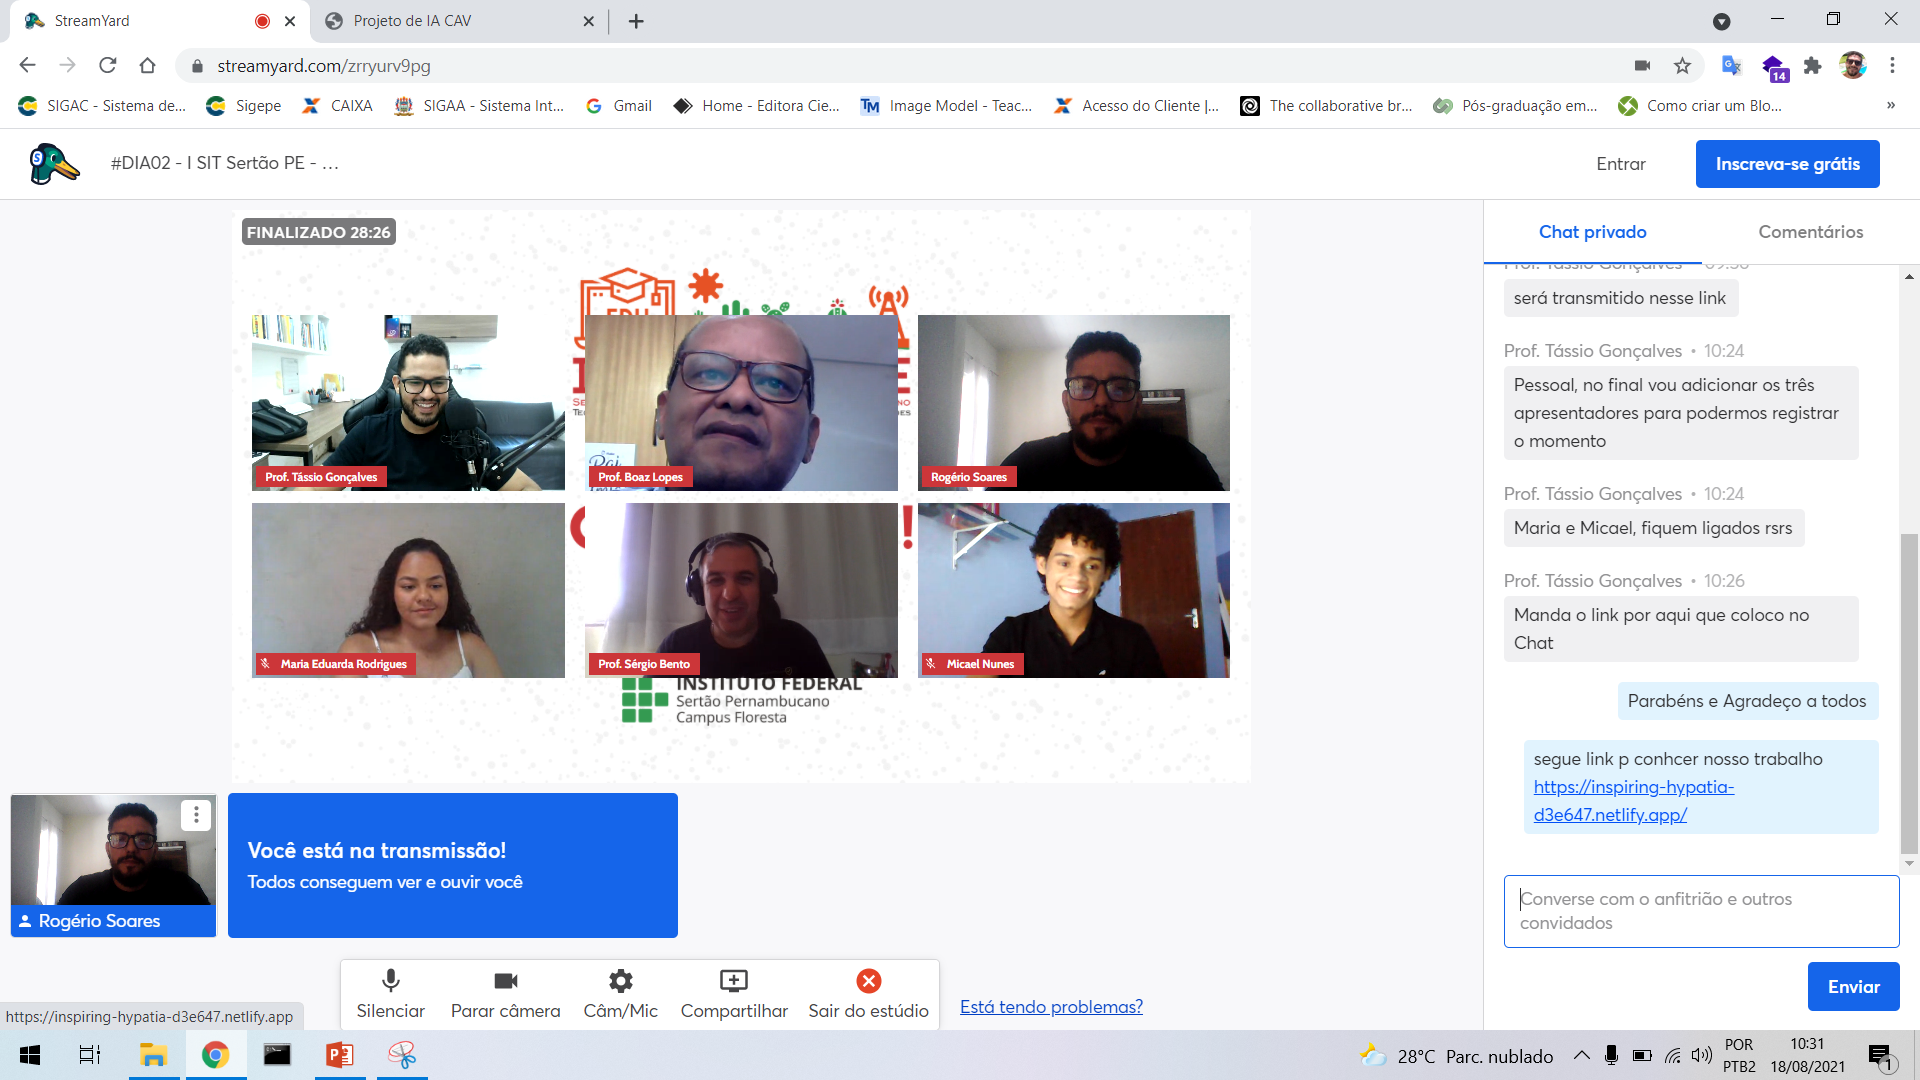 StreamYard
Projeto de IA CAV
streamyard.com/zrryurv9pg
14
SIGAC - Sistema de...
Sigepe
CAIXA
SIGAA - Sistema Int...
Gmail
Home - Editora Cie...
Image Model - Teac...
Acesso do Cliente |...
The collaborative br...
Pós-graduação em...
Como criar um Blo...
»
#DIA02 - I SIT Sertão PE - ...
Entrar
Inscreva-se grátis
FINALIZADO 28:26
Chat privado
Comentários
Prof. Tássio Gonçalves
será transmitido nesse link
Prof. Tássio Gonçalves • 10:24
Pessoal, no final vou adicionar os três
apresentadores para podermos registrar
o momento
Prof. Tássio Gonçalves • 10:24
Maria e Micael, fiquem ligados rsrs
Prof. Tássio Gonçalves • 10:26
Manda o link por aqui que coloco no
Chat
Parabéns e Agradeço a todos
segue link p conhcer nosso trabalho
https://inspiring-hypatia-
d3e647.netlify.app/
Converse com o anfitrião e outros
convidados
Enviar
EDU
Prof. Tássio Gonçalves
Prof. Boaz Lopes
Rogério Soares
Maria Eduarda Rodrigues
Prof. Sérgio Bento
Micael Nunes
INSTITUTO FEDERAL
Sertão Pernambucano
Campus Floresta
Rogério Soares
Você está na transmissão!
Todos conseguem ver e ouvir você
Silenciar
Parar câmera
Câm/Mic
Compartilhar
Sair do estúdio
Está tendo problemas?
https://inspiring-hypatia-d3e647.netlify.app
28°C Parc. nublado
POR
PTB2
10:31
18/08/2021
1